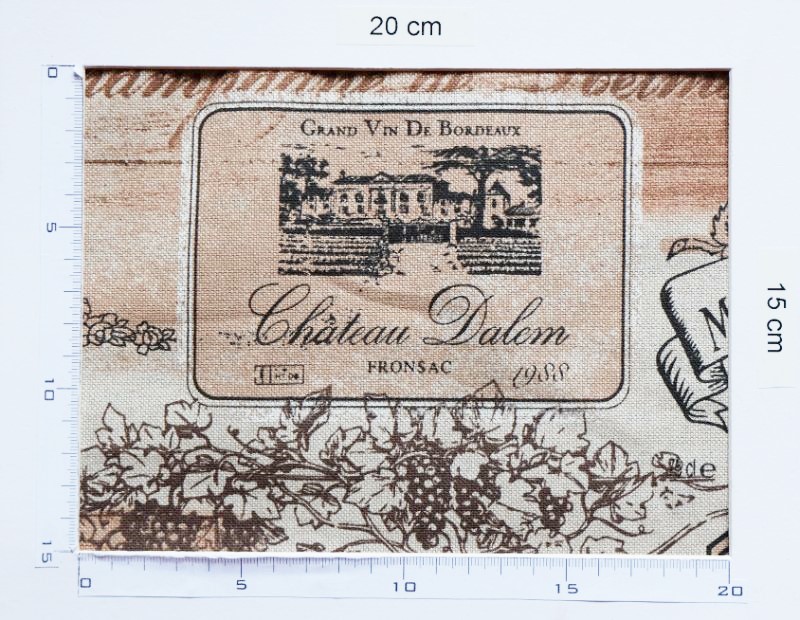 20 cm
0
GRAND VIN DE BORDEAUX
5
15 cm
Château Dalem
M
FRONSAC
1988
10
de
15
0 5 10 15 20